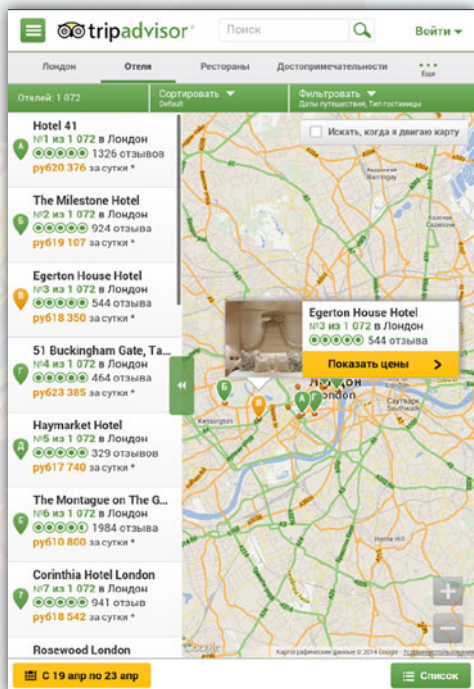 tripadvisor
Поиск
Войти
Лондон
Отели
Рестораны
Достопримечательности
Еще
Отелей: 1 072
Сортировать
Default
Фильтровать
Даты путешествия, Тип гостиницы
Искать, когда я двигаю карту
Hotel 41
№1 из 1 072 в Лондон
1326 отзывов
руб20 376 за сутки *
The Milestone Hotel
№2 из 1 072 в Лондон
924 отзыва
руб19 107 за сутки *
Egerton House Hotel
№3 из 1 072 в Лондон
544 отзыва
руб18 350 за сутки *
51 Buckingham Gate, Ta...
№4 из 1 072 в Лондон
464 отзыва
руб23 385 за сутки *
Haymarket Hotel
№5 из 1 072 в Лондон
329 отзывов
руб17 740 за сутки *
The Montague on The G...
№6 из 1 072 в Лондон
1984 отзыва
руб10 800 за сутки *
Corinthia Hotel London
№7 из 1 072 в Лондон
941 отзыв
руб18 542 за сутки *
Rosewood London
Egerton House Hotel
№3 из 1 072 в Лондон
544 отзыва
Показать цены
Лондон
London
Kensington
Саутварк
Southwark
Herne Hill
Google
Картографические данные © 2014 Google
С 19 апр по 23 апр
Список